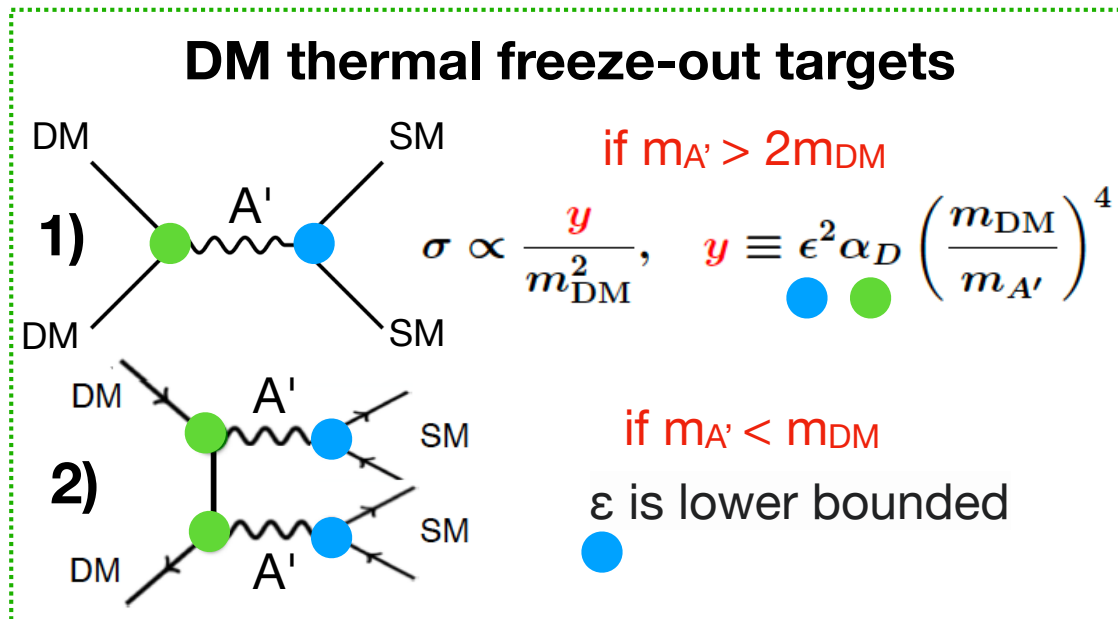 DM thermal freeze-out targets
DM
SM
if mA' > 2mDM
A'
1)
σ ∝ y/m²DM, y ≡ ϵ²αD (mDM/mA')⁴
DM
SM
DM
A'
SM
if mA' < mDM
2)
ε is lower bounded
SM
DM
A'